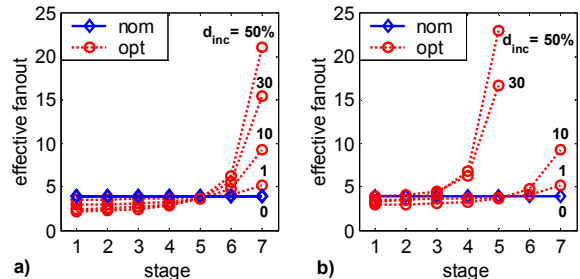 nom
opt
d_inc = 50%
30
10
1
0
25
20
15
10
5
0
effective fanout
1 2 3 4 5 6 7
stage
a)
nom
opt
d_inc = 50%
30
10
1
0
25
20
15
10
5
0
effective fanout
1 2 3 4 5 6 7
stage
b)